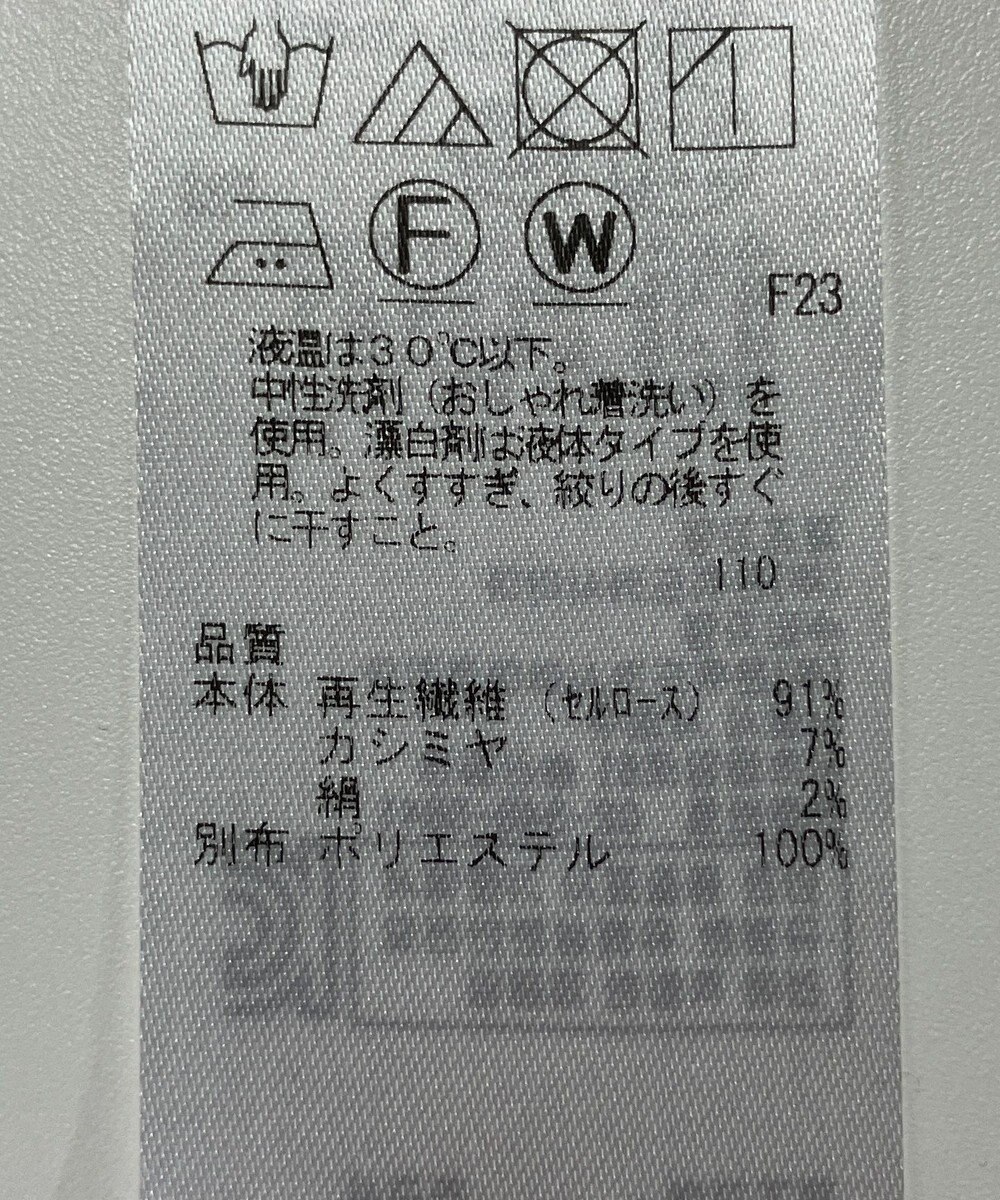 F
W
F23
液温は30℃以下。
中性洗剤(おしゃれ着洗い)を
使用。漂白剤は液体タイプを使
用。よくすすぎ、絞りの後すぐ
に干すこと。
110
品質
本体 再生繊維(セルロース) 91%
カシミヤ 7%
絹 2%
別布 ポリエステル 100%